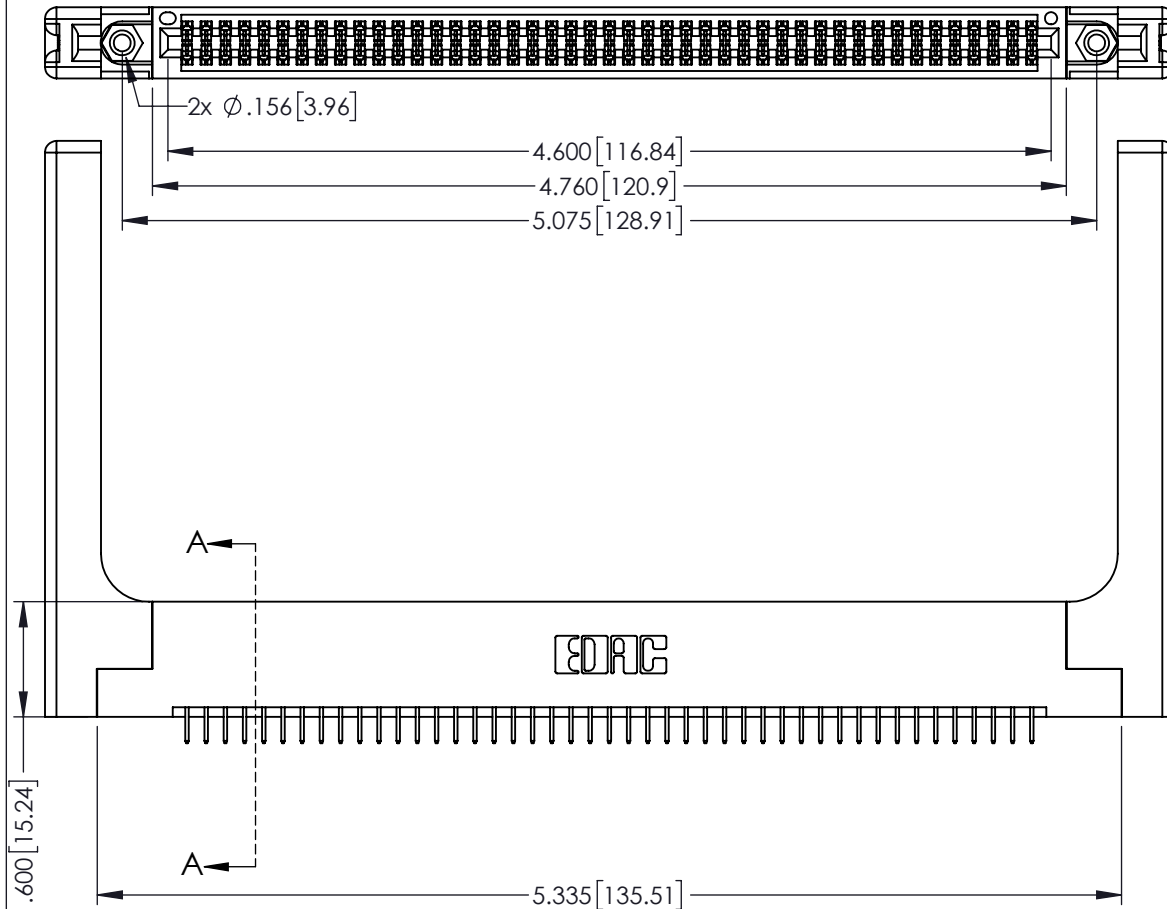 2x Ø.156[3.96]
4.600[116.84]
4.760[120.9]
5.075[128.91]
A
EDAC
.600[15.24]
A
5.335[135.51]